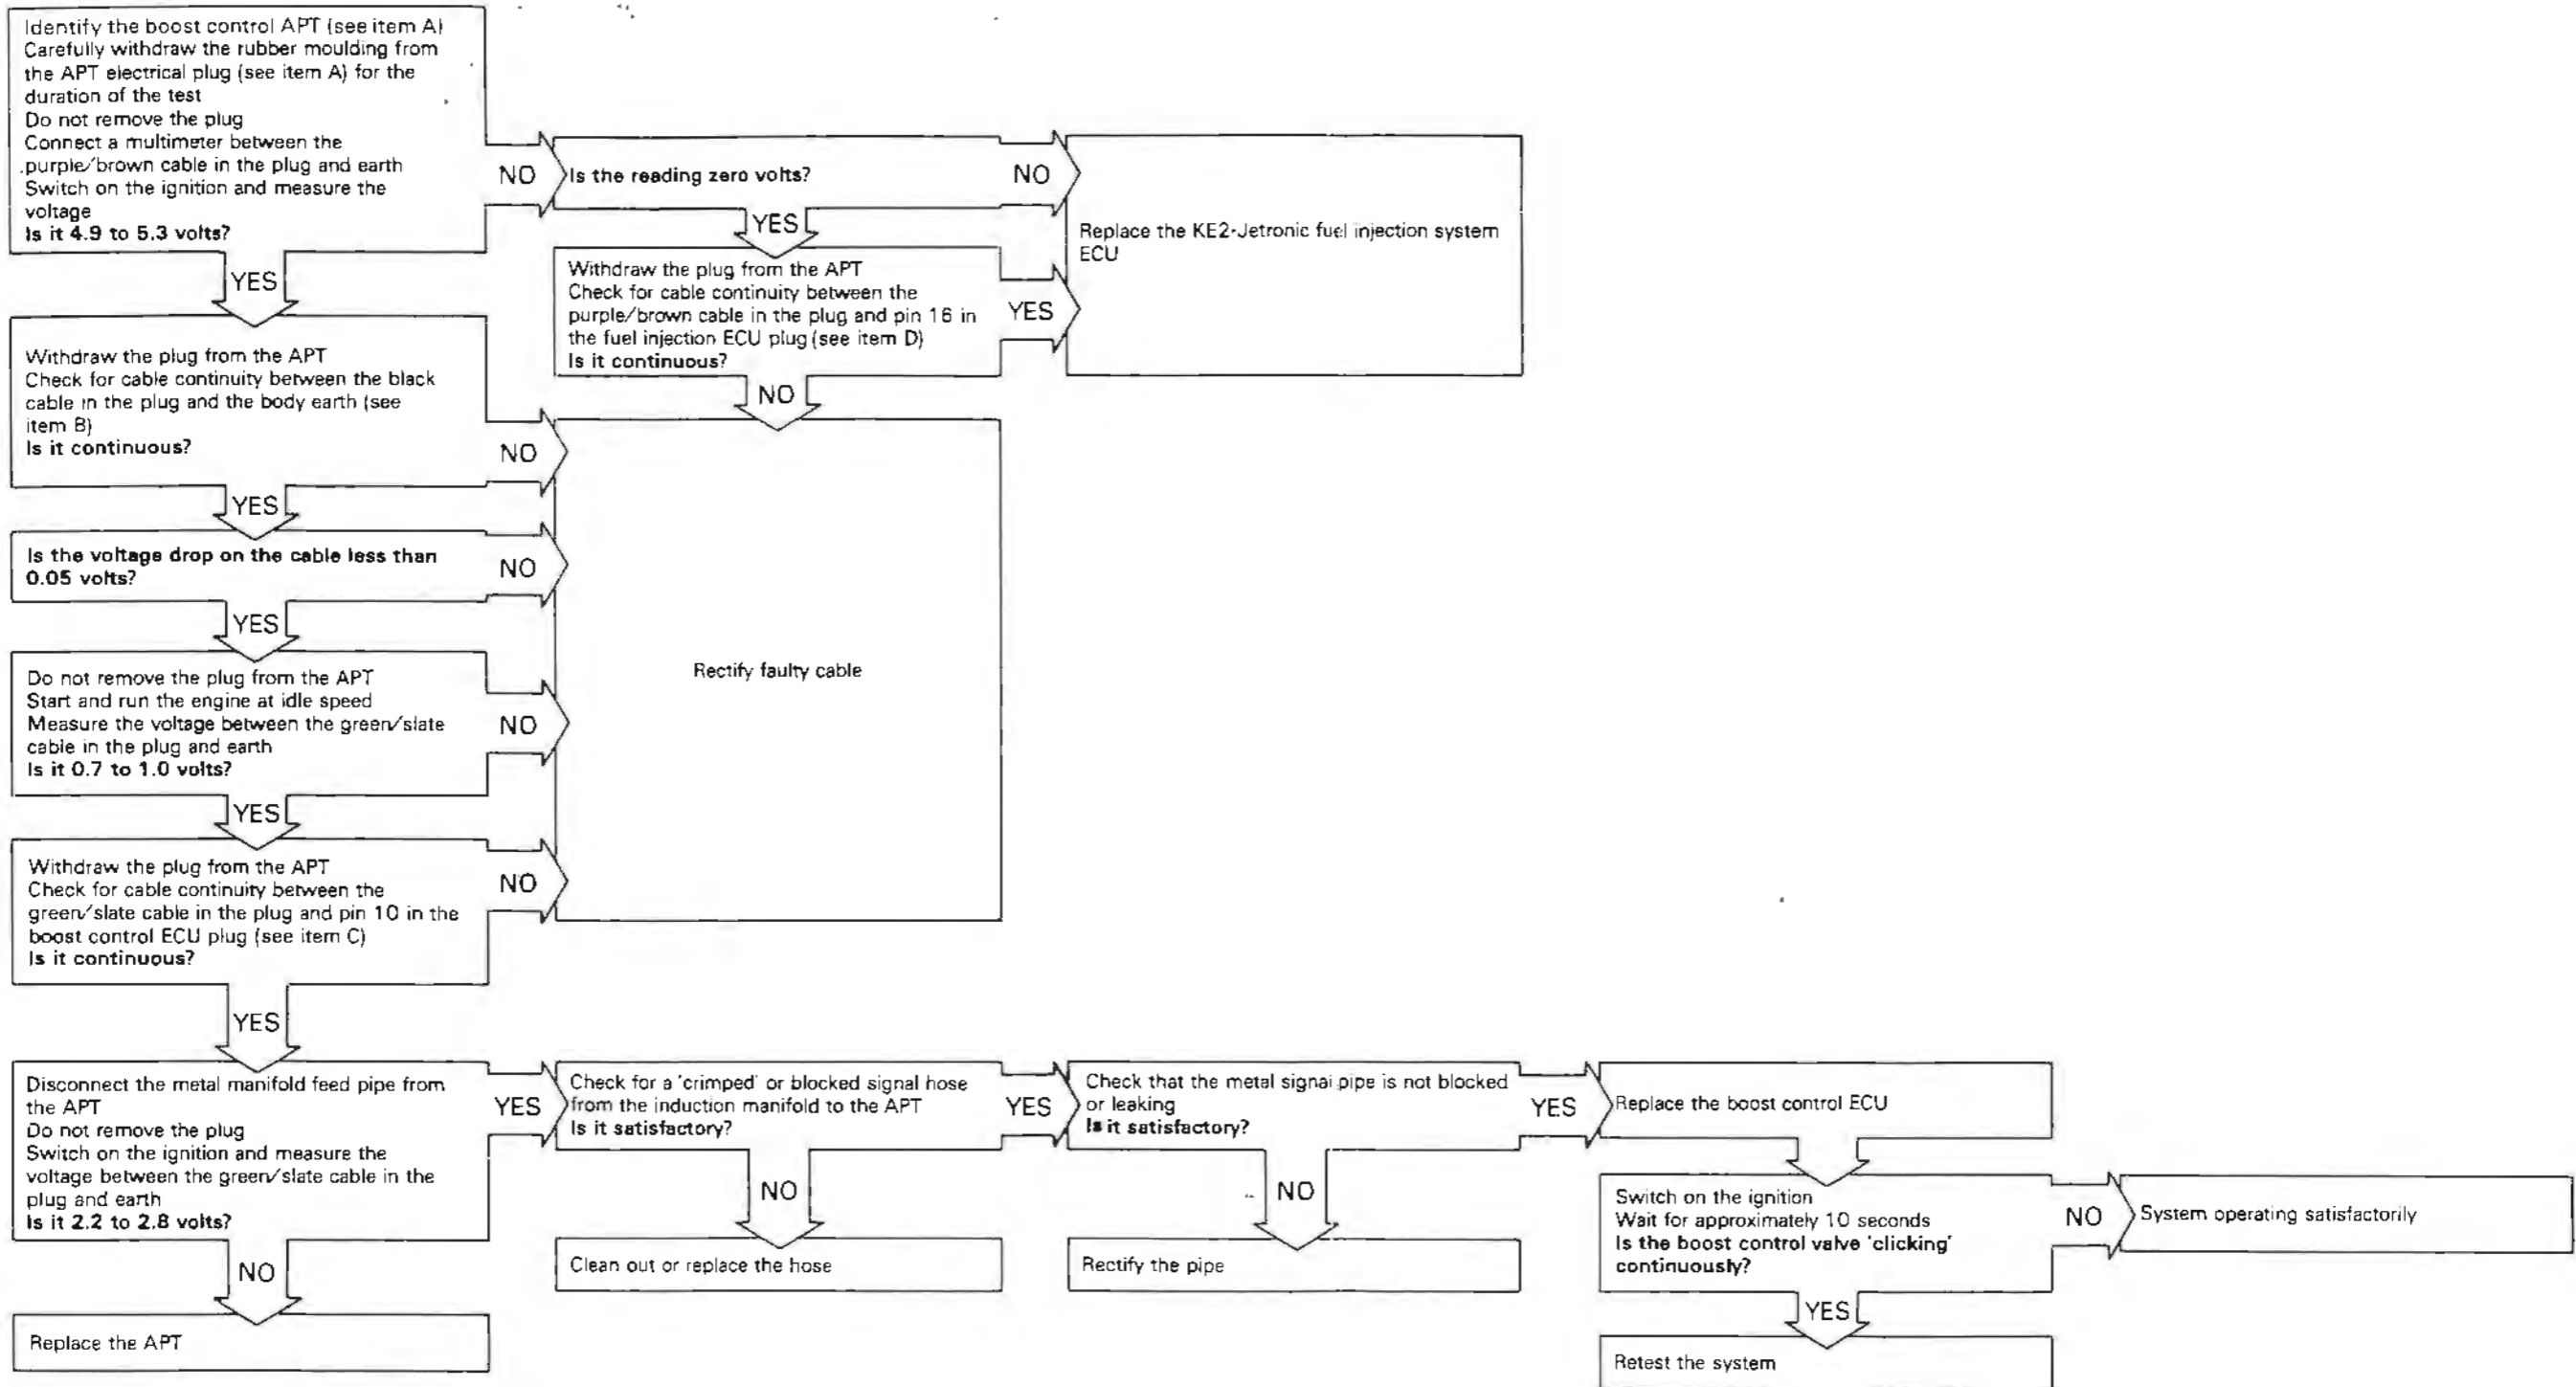 Identify the boost control APT (see item A)
Carefully withdraw the rubber moulding from
the APT electrical plug (see item A) for the
duration of the test
Do not remove the plug
Connect a multimeter between the
purple/brown cable in the plug and earth
Switch on the ignition and measure the
voltage
Is it 4.9 to 5.3 volts?
NO
Is the reading zero volts?
NO
Replace the KE2-Jetronic fuel injection system
ECU
YES
Withdraw the plug from the APT
Check for cable continuity between the
purple/brown cable in the plug and pin 16 in
the fuel injection ECU plug (see item D)
Is it continuous?
YES
NO
YES
Withdraw the plug from the APT
Check for cable continuity between the black
cable in the plug and the body earth (see
item B)
Is it continuous?
NO
YES
Is the voltage drop on the cable less than
0.05 volts?
NO
YES
Do not remove the plug from the APT
Start and run the engine at idle speed
Measure the voltage between the green/slate
cable in the plug and earth
Is it 0.7 to 1.0 volts?
NO
Rectify faulty cable
YES
Withdraw the plug from the APT
Check for cable continuity between the
green/slate cable in the plug and pin 10 in the
boost control ECU plug (see item C)
Is it continuous?
NO
YES
Disconnect the metal manifold feed pipe from
the APT
Do not remove the plug
Switch on the ignition and measure the
voltage between the green/slate cable in the
plug and earth
Is it 2.2 to 2.8 volts?
YES
Check for a 'crimped' or blocked signal hose
from the induction manifold to the APT
Is it satisfactory?
YES
Check that the metal signal pipe is not blocked
or leaking
Is it satisfactory?
YES
Replace the boost control ECU
NO
Clean out or replace the hose
NO
Rectify the pipe
Switch on the ignition
Wait for approximately 10 seconds
Is the boost control valve 'clicking'
continuously?
NO
System operating satisfactorily
NO
Replace the APT
YES
Retest the system